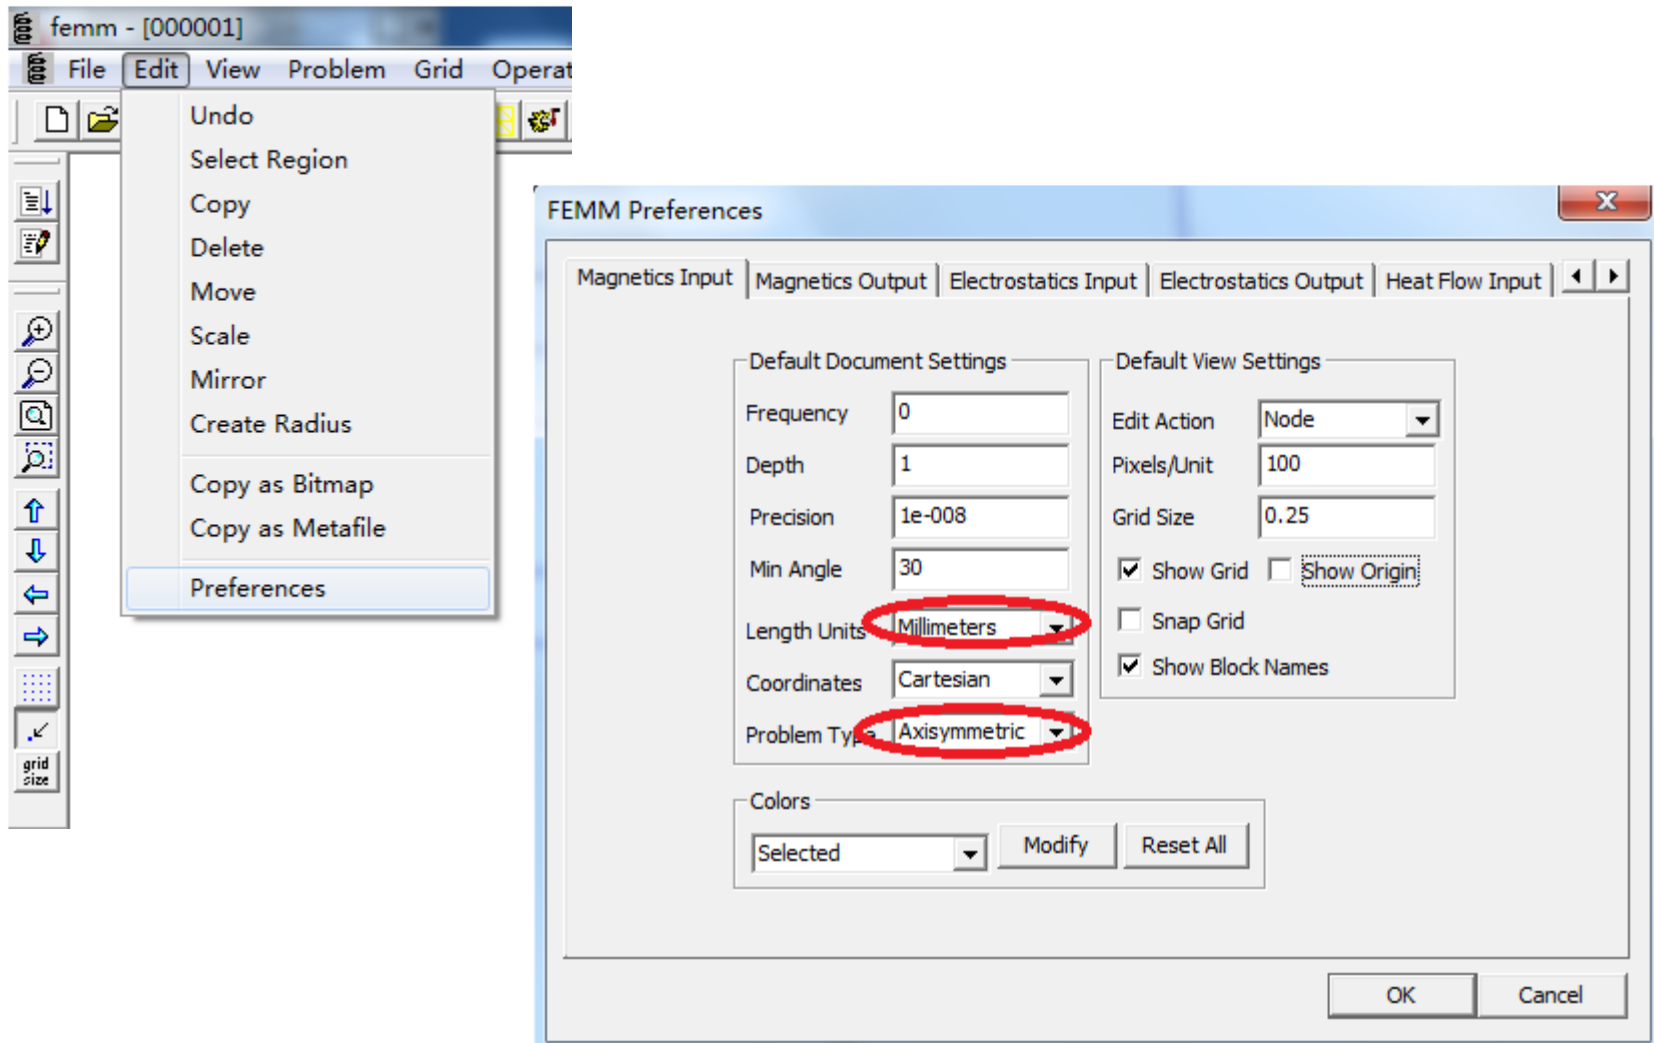 femm - [000001]
File Edit View Problem Grid Operat
Undo
Select Region
Copy
Delete
Move
Scale
Mirror
Create Radius
Copy as Bitmap
Copy as Metafile
Preferences
grid
size
FEMM Preferences
Magnetics Input Magnetics Output Electrostatics Input Electrostatics Output Heat Flow Input
Default Document Settings
Frequency 0
Depth 1
Precision 1e-008
Min Angle 30
Length Units Millimeters
Coordinates Cartesian
Problem Type Axisymmetric
Default View Settings
Edit Action Node
Pixels/Unit 100
Grid Size 0.25
Show Grid Show Origin
Snap Grid
Show Block Names
Colors
Selected Modify Reset All
OK Cancel